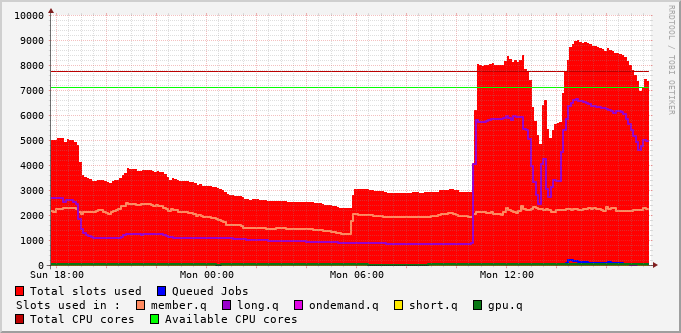 10000
9000
8000
7000
6000
5000
4000
3000
2000
1000
0
Sun 18:00 Mon 00:00 Mon 06:00 Mon 12:00
RRDTOOL / TOBI OETIKER
Total slots used Queued Jobs
Slots used in : member.q long.q ondemand.q short.q gpu.q
Total CPU cores Available CPU cores